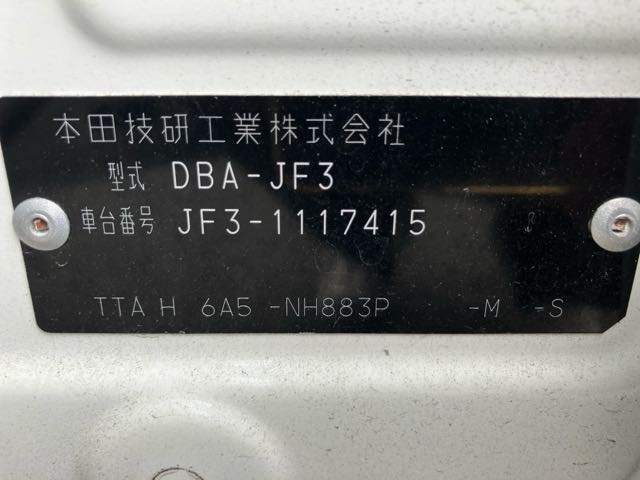 本田技研工業株式会社
型式 DBA-JF3
車台番号 JF3-1117415
TTA H 6A5 -NH883P -M -S